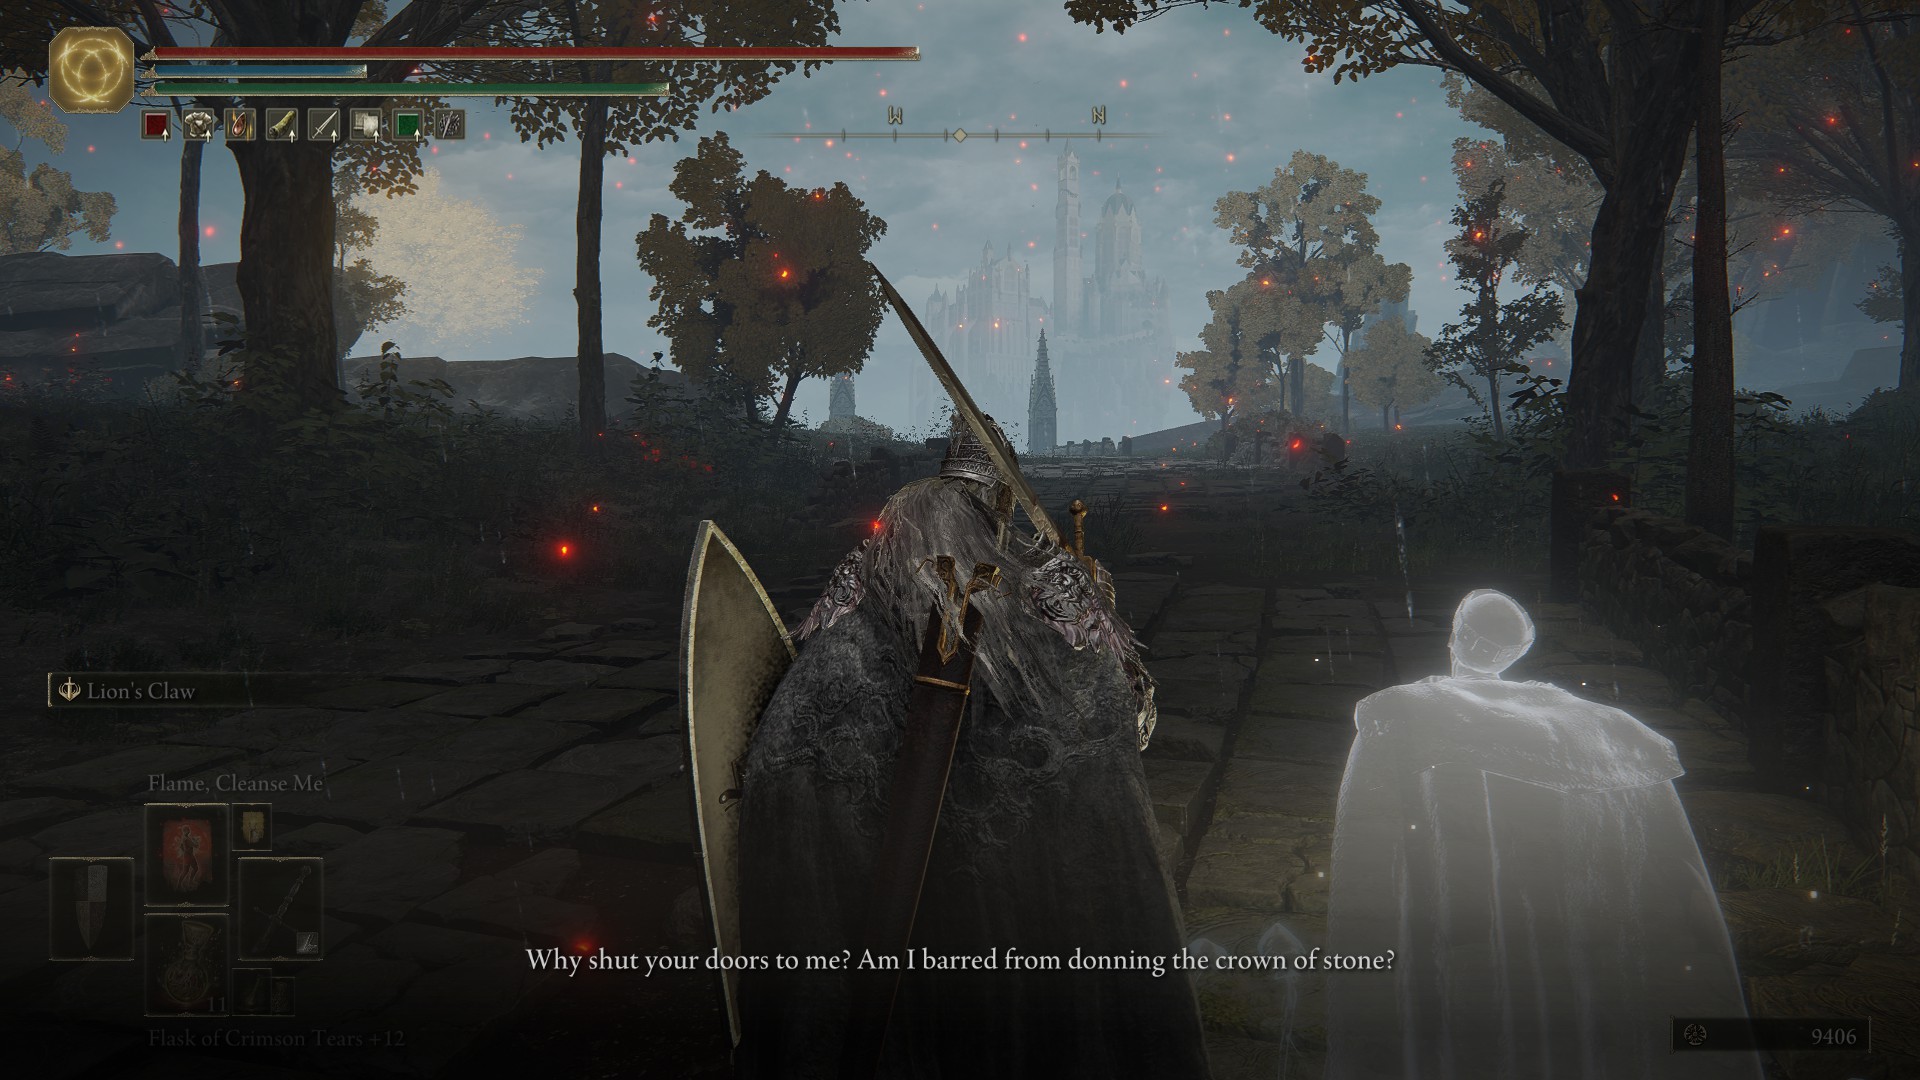 W N
Lion's Claw
Flame, Cleanse Me
11
Why shut your doors to me? Am I barred from donning the crown of stone?
Flask of Crimson Tears +12
9406